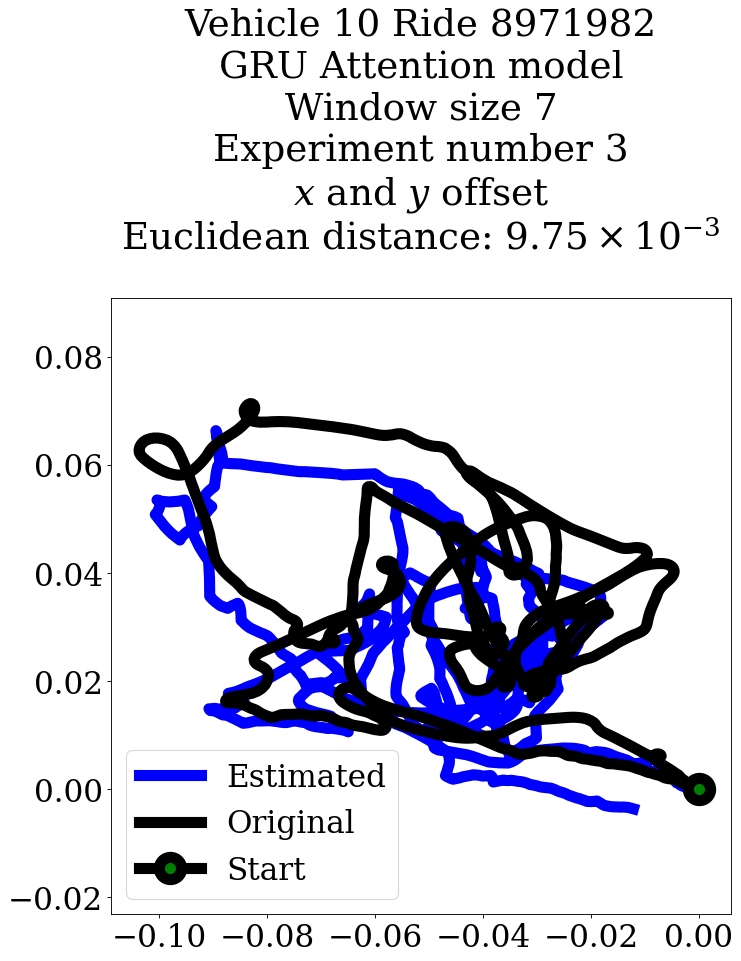 Vehicle 10 Ride 8971982
GRU Attention model
Window size 7
Experiment number 3
x and y offset
Euclidean distance: 9.75 × 10⁻³
0.08
0.06
0.04
0.02
0.00
−0.02
Estimated
Original
Start
−0.10 −0.08 −0.06 −0.04 −0.02 0.00